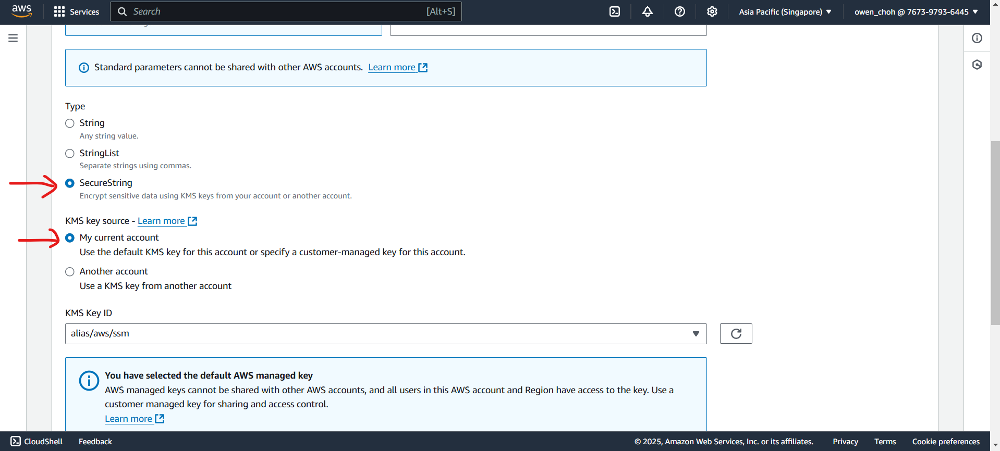 aws
Services
Search
[Alt+S]
Asia Pacific (Singapore)
owen_choh @ 7673-9793-6445
Standard parameters cannot be shared with other AWS accounts. Learn more
Type
String
Any string value.
StringList
Separate strings using commas.
SecureString
Encrypt sensitive data using KMS keys from your account or another account.
KMS key source - Learn more
My current account
Use the default KMS key for this account or specify a customer-managed key for this account.
Another account
Use a KMS key from another account
KMS Key ID
alias/aws/ssm
You have selected the default AWS managed key
AWS managed keys cannot be shared with other AWS accounts, and all users in this AWS account and Region have access to the key. Use a
customer managed key for sharing and access control.
Learn more
CloudShell
Feedback
© 2025, Amazon Web Services, Inc. or its affiliates.
Privacy
Terms
Cookie preferences